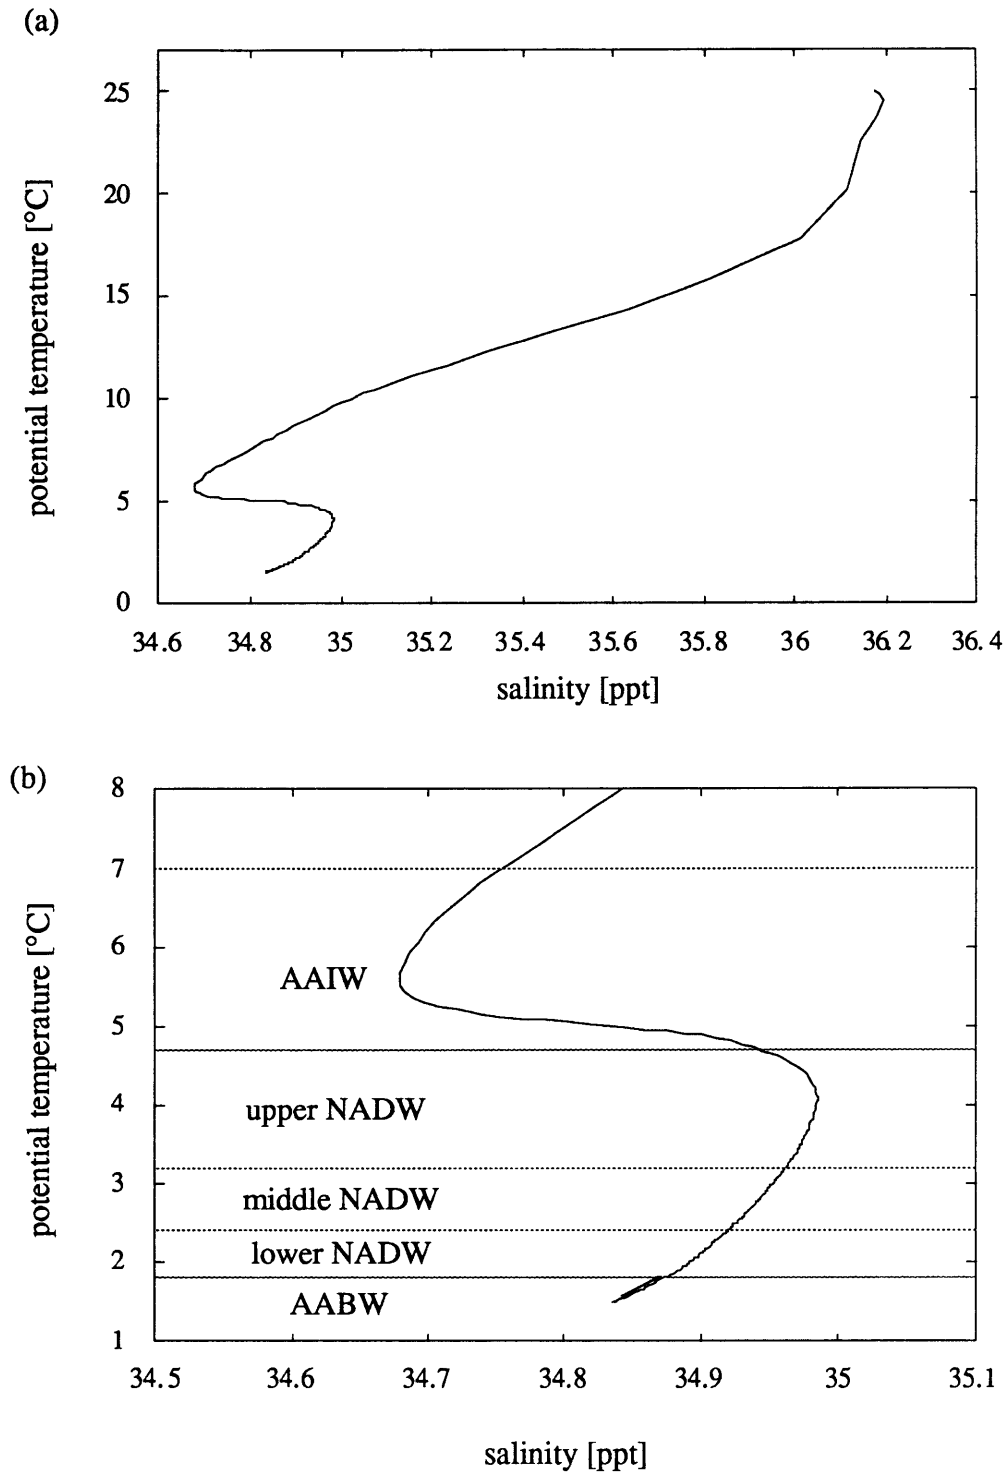 (a)
25
20
15
10
5
0
potential temperature [°C]
34.6 34.8 35 35.2 35.4 35.6 35.8 36 36.2 36.4
salinity [ppt]
(b)
8
7
6
5
4
3
2
1
potential temperature [°C]
AAIW
upper NADW
middle NADW
lower NADW
AABW
34.5 34.6 34.7 34.8 34.9 35 35.1
salinity [ppt]